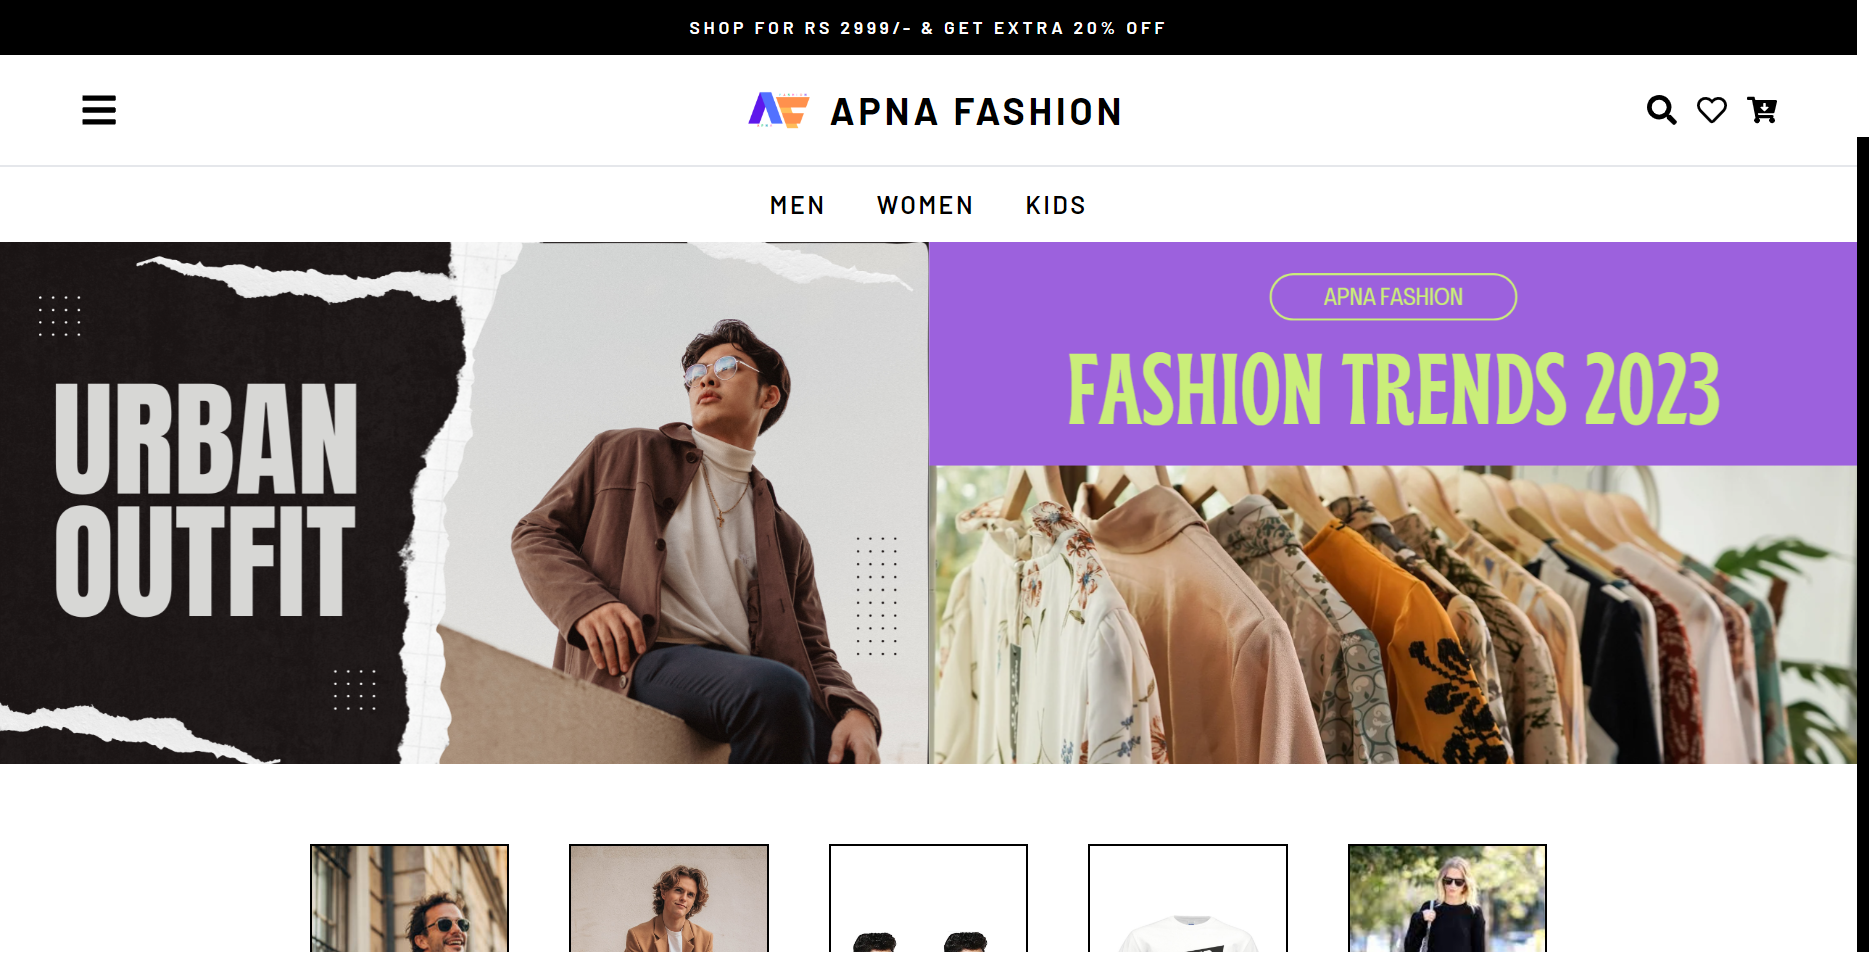 SHOP FOR RS 2999/- & GET EXTRA 20% OFF
APNA FASHION
MEN WOMEN KIDS
URBAN
OUTFIT
APNA FASHION
FASHION TRENDS 2023